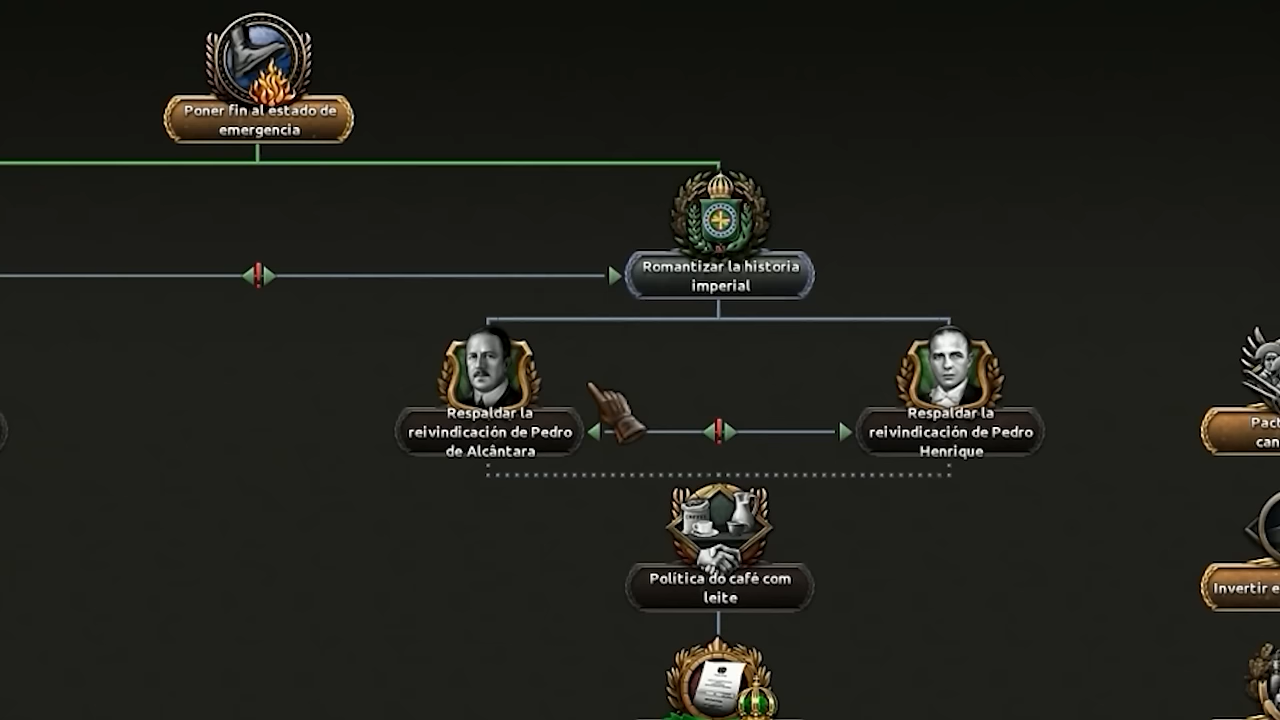 Poner fin al estado de
emergencia
Romantizar la historia
imperial
Respaldar la
reivindicación de Pedro
de Alcântara
Respaldar la
reivindicación de Pedro
Henrique
Política do café com
leite
Invertir e